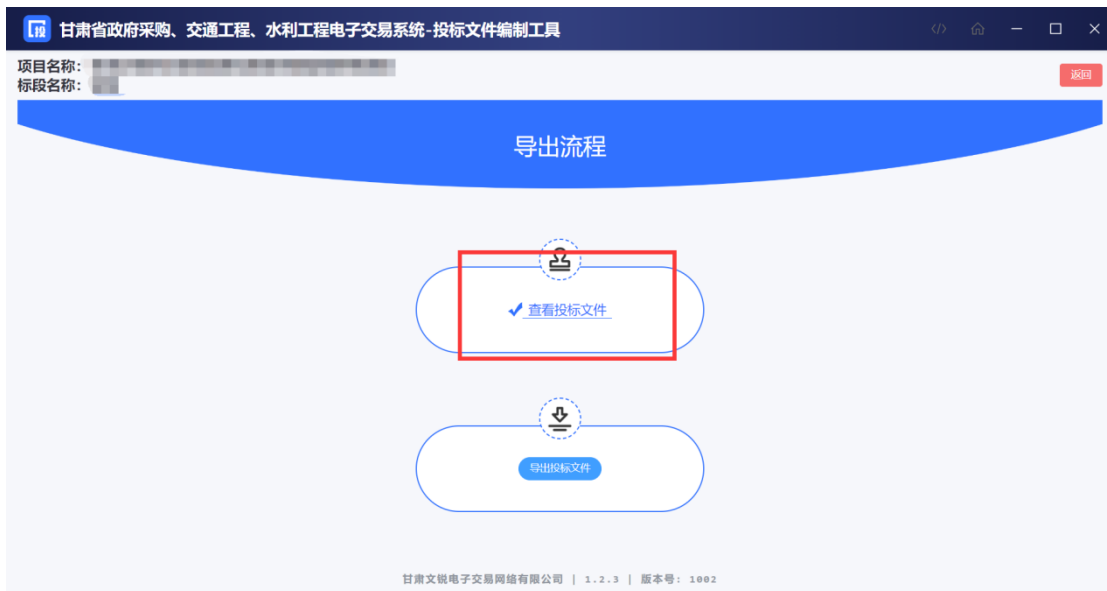 投 甘肃省政府采购、交通工程、水利工程电子交易系统-投标文件编制工具
项目名称：
标段名称：
返回
导出流程
查看投标文件
导出投标文件
甘肃文锐电子交易网络有限公司 | 1.2.3 | 版本号: 1002